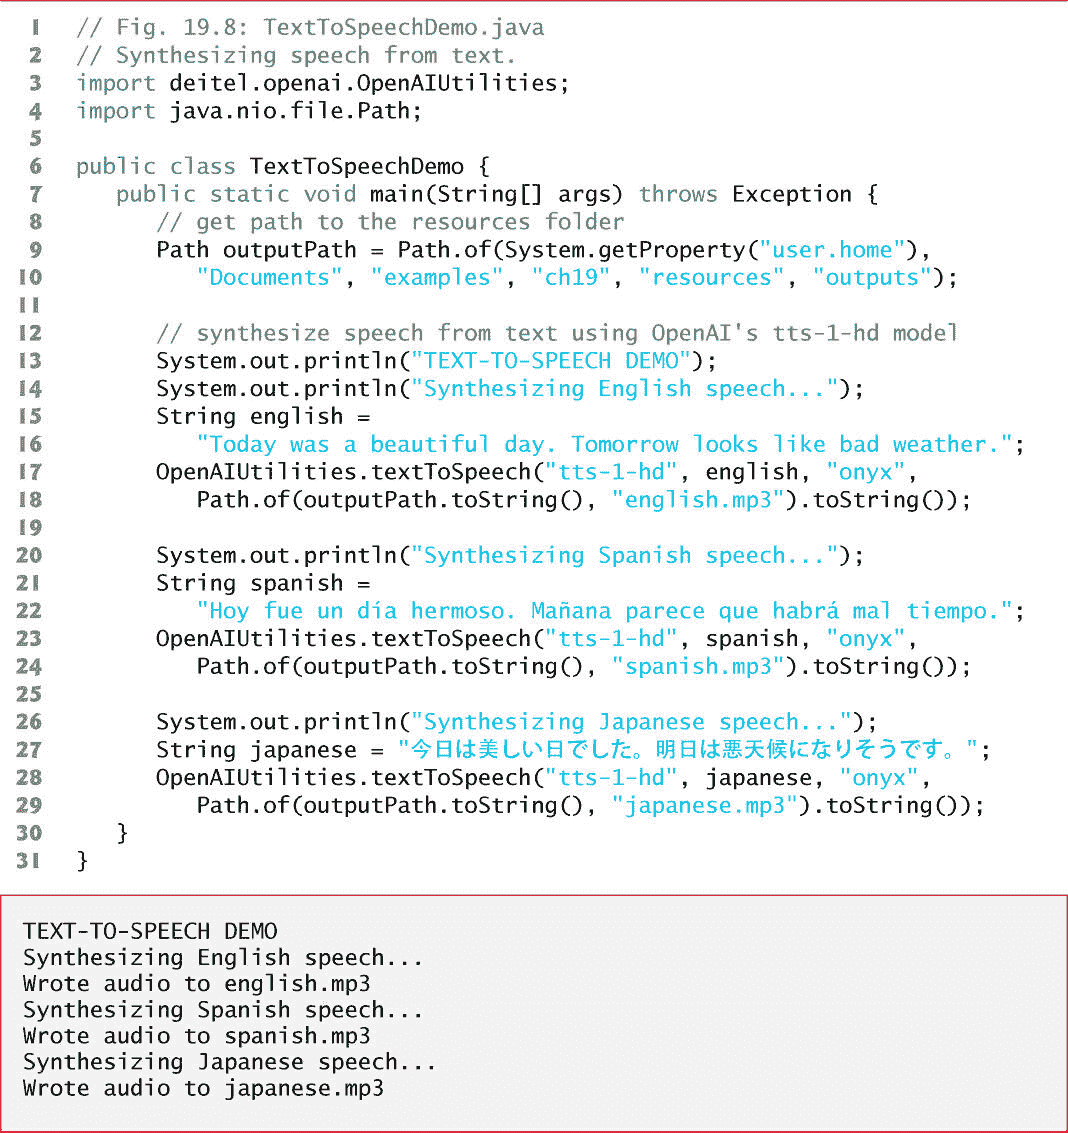 1 // Fig. 19.8: TextToSpeechDemo.java
2 // Synthesizing speech from text.
3 import deitel.openai.OpenAIUtilities;
4 import java.nio.file.Path;
5
6 public class TextToSpeechDemo {
7    public static void main(String[] args) throws Exception {
8       // get path to the resources folder
9       Path outputPath = Path.of(System.getProperty("user.home"),
10          "Documents", "examples", "ch19", "resources", "outputs");
11
12       // synthesize speech from text using OpenAI's tts-1-hd model
13       System.out.println("TEXT-TO-SPEECH DEMO");
14       System.out.println("Synthesizing English speech...");
15       String english =
16          "Today was a beautiful day. Tomorrow looks like bad weather.";
17       OpenAIUtilities.textToSpeech("tts-1-hd", english, "onyx",
18          Path.of(outputPath.toString(), "english.mp3").toString());
19
20       System.out.println("Synthesizing Spanish speech...");
21       String spanish =
22          "Hoy fue un día hermoso. Mañana parece que habrá mal tiempo.";
23       OpenAIUtilities.textToSpeech("tts-1-hd", spanish, "onyx",
24          Path.of(outputPath.toString(), "spanish.mp3").toString());
25
26       System.out.println("Synthesizing Japanese speech...");
27       String japanese = "今日は美しい日でした。明日は悪天候になりそうです。";
28       OpenAIUtilities.textToSpeech("tts-1-hd", japanese, "onyx",
29          Path.of(outputPath.toString(), "japanese.mp3").toString());
30    }
31 }
TEXT-TO-SPEECH DEMO
Synthesizing English speech...
Wrote audio to english.mp3
Synthesizing Spanish speech...
Wrote audio to spanish.mp3
Synthesizing Japanese speech...
Wrote audio to japanese.mp3